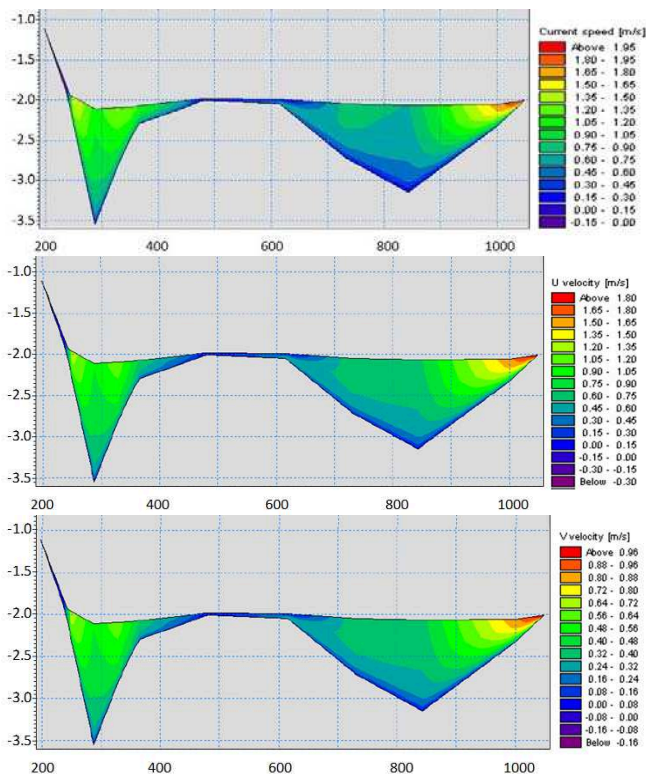 -1.0
-1.5
-2.0
-2.5
-3.0
-3.5
200 400 600 800 1000
Current speed [m/s]
Above 1.95
1.80 - 1.95
1.65 - 1.80
1.50 - 1.65
1.35 - 1.50
1.20 - 1.35
1.05 - 1.20
0.90 - 1.05
0.75 - 0.90
0.60 - 0.75
0.45 - 0.60
0.30 - 0.45
0.15 - 0.30
0.00 - 0.15
-0.15 - 0.00
-1.0
-1.5
-2.0
-2.5
-3.0
-3.5
200 400 600 800 1000
U velocity [m/s]
Above 1.80
1.65 - 1.80
1.50 - 1.65
1.35 - 1.50
1.20 - 1.35
1.05 - 1.20
0.90 - 1.05
0.75 - 0.90
0.60 - 0.75
0.45 - 0.60
0.30 - 0.45
0.15 - 0.30
0.00 - 0.15
-0.15 - 0.00
-0.30 - -0.15
Below -0.30
-1.0
-1.5
-2.0
-2.5
-3.0
-3.5
200 400 600 800 1000
V velocity [m/s]
Above 0.96
0.88 - 0.96
0.80 - 0.88
0.72 - 0.80
0.64 - 0.72
0.56 - 0.64
0.48 - 0.56
0.40 - 0.48
0.32 - 0.40
0.24 - 0.32
0.16 - 0.24
0.08 - 0.16
0.00 - 0.08
-0.08 - 0.00
-0.16 - -0.08
Below -0.16